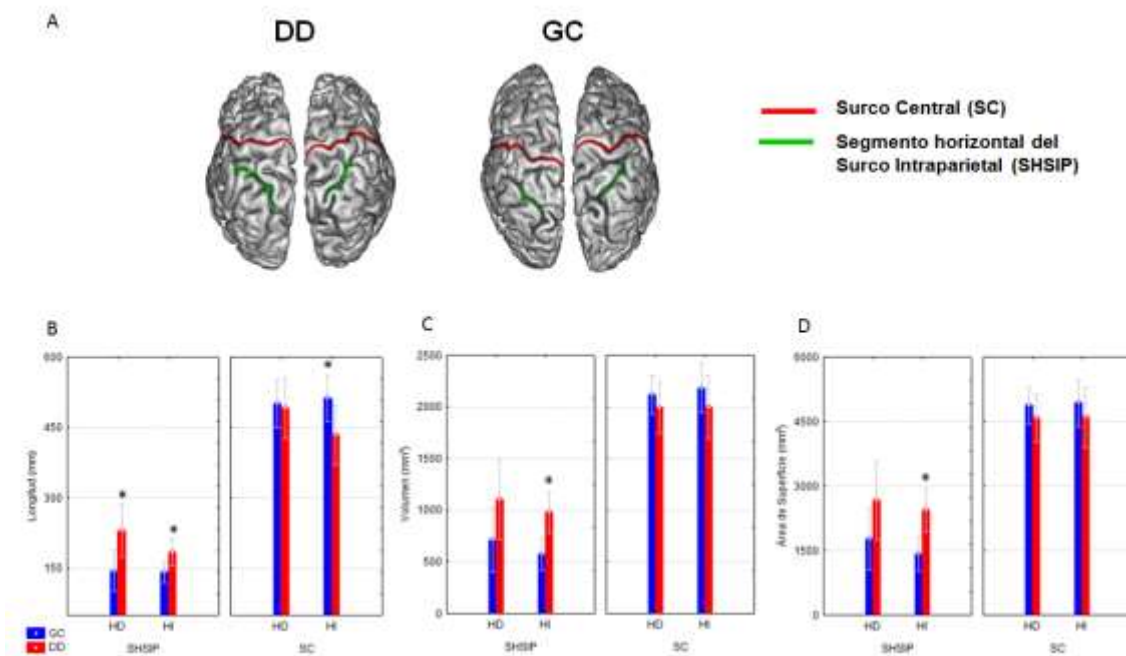 A
DD
GC
Surco Central (SC)
Segmento horizontal del
Surco Intraparietal (SHSIP)
B
Longitud (mm)
600
450
300
150
*
*
*
HD
HI
HD
HI
SHSIP
SC
GC
DD
C
Volumen (mm³)
2500
2000
1500
1000
500
0
*
HD
HI
HD
HI
SHSIP
SC
D
Área de Superficie (mm²)
6000
4500
3000
1500
0
*
HD
HI
HD
HI
SHSIP
SC